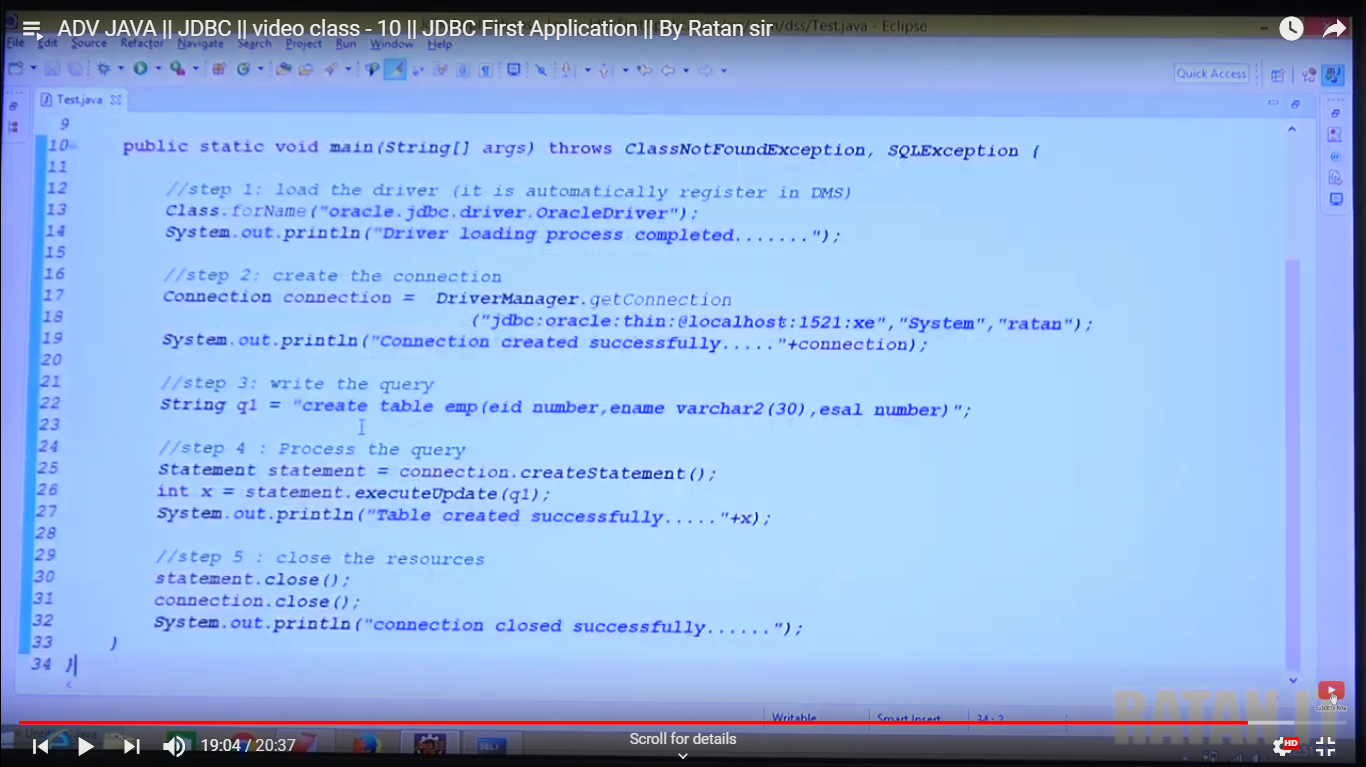 ADV JAVA || JDBC || video class - 10 || JDBC First Application || By Ratan sir
/dss/Test.java - Eclipse
File Edit Source Refactor Navigate Search Project Run Window Help
Quick Access
Test.java
9
10 public static void main(String[] args) throws ClassNotFoundException, SQLException {
11
12 //step 1: load the driver (it is automatically register in DMS)
13 Class.forName("oracle.jdbc.driver.OracleDriver");
14 System.out.println("Driver loading process completed.......");
15
16 //step 2: create the connection
17 Connection connection = DriverManager.getConnection
18 ("jdbc:oracle:thin:@localhost:1521:xe","System","ratan");
19 System.out.println("Connection created successfully....."+connection);
20
21 //step 3: write the query
22 String q1 = "create table emp(eid number,ename varchar2(30),esal number)";
23
24 //step 4 : Process the query
25 Statement statement = connection.createStatement();
26 int x = statement.executeUpdate(q1);
27 System.out.println("Table created successfully....."+x);
28
29 //step 5 : close the resources
30 statement.close();
31 connection.close();
32 System.out.println("connection closed successfully......");
33 }
34 }
RATAN IT
Writable Smart Insert 34 : 2
19:04 / 20:37
Scroll for details
HD